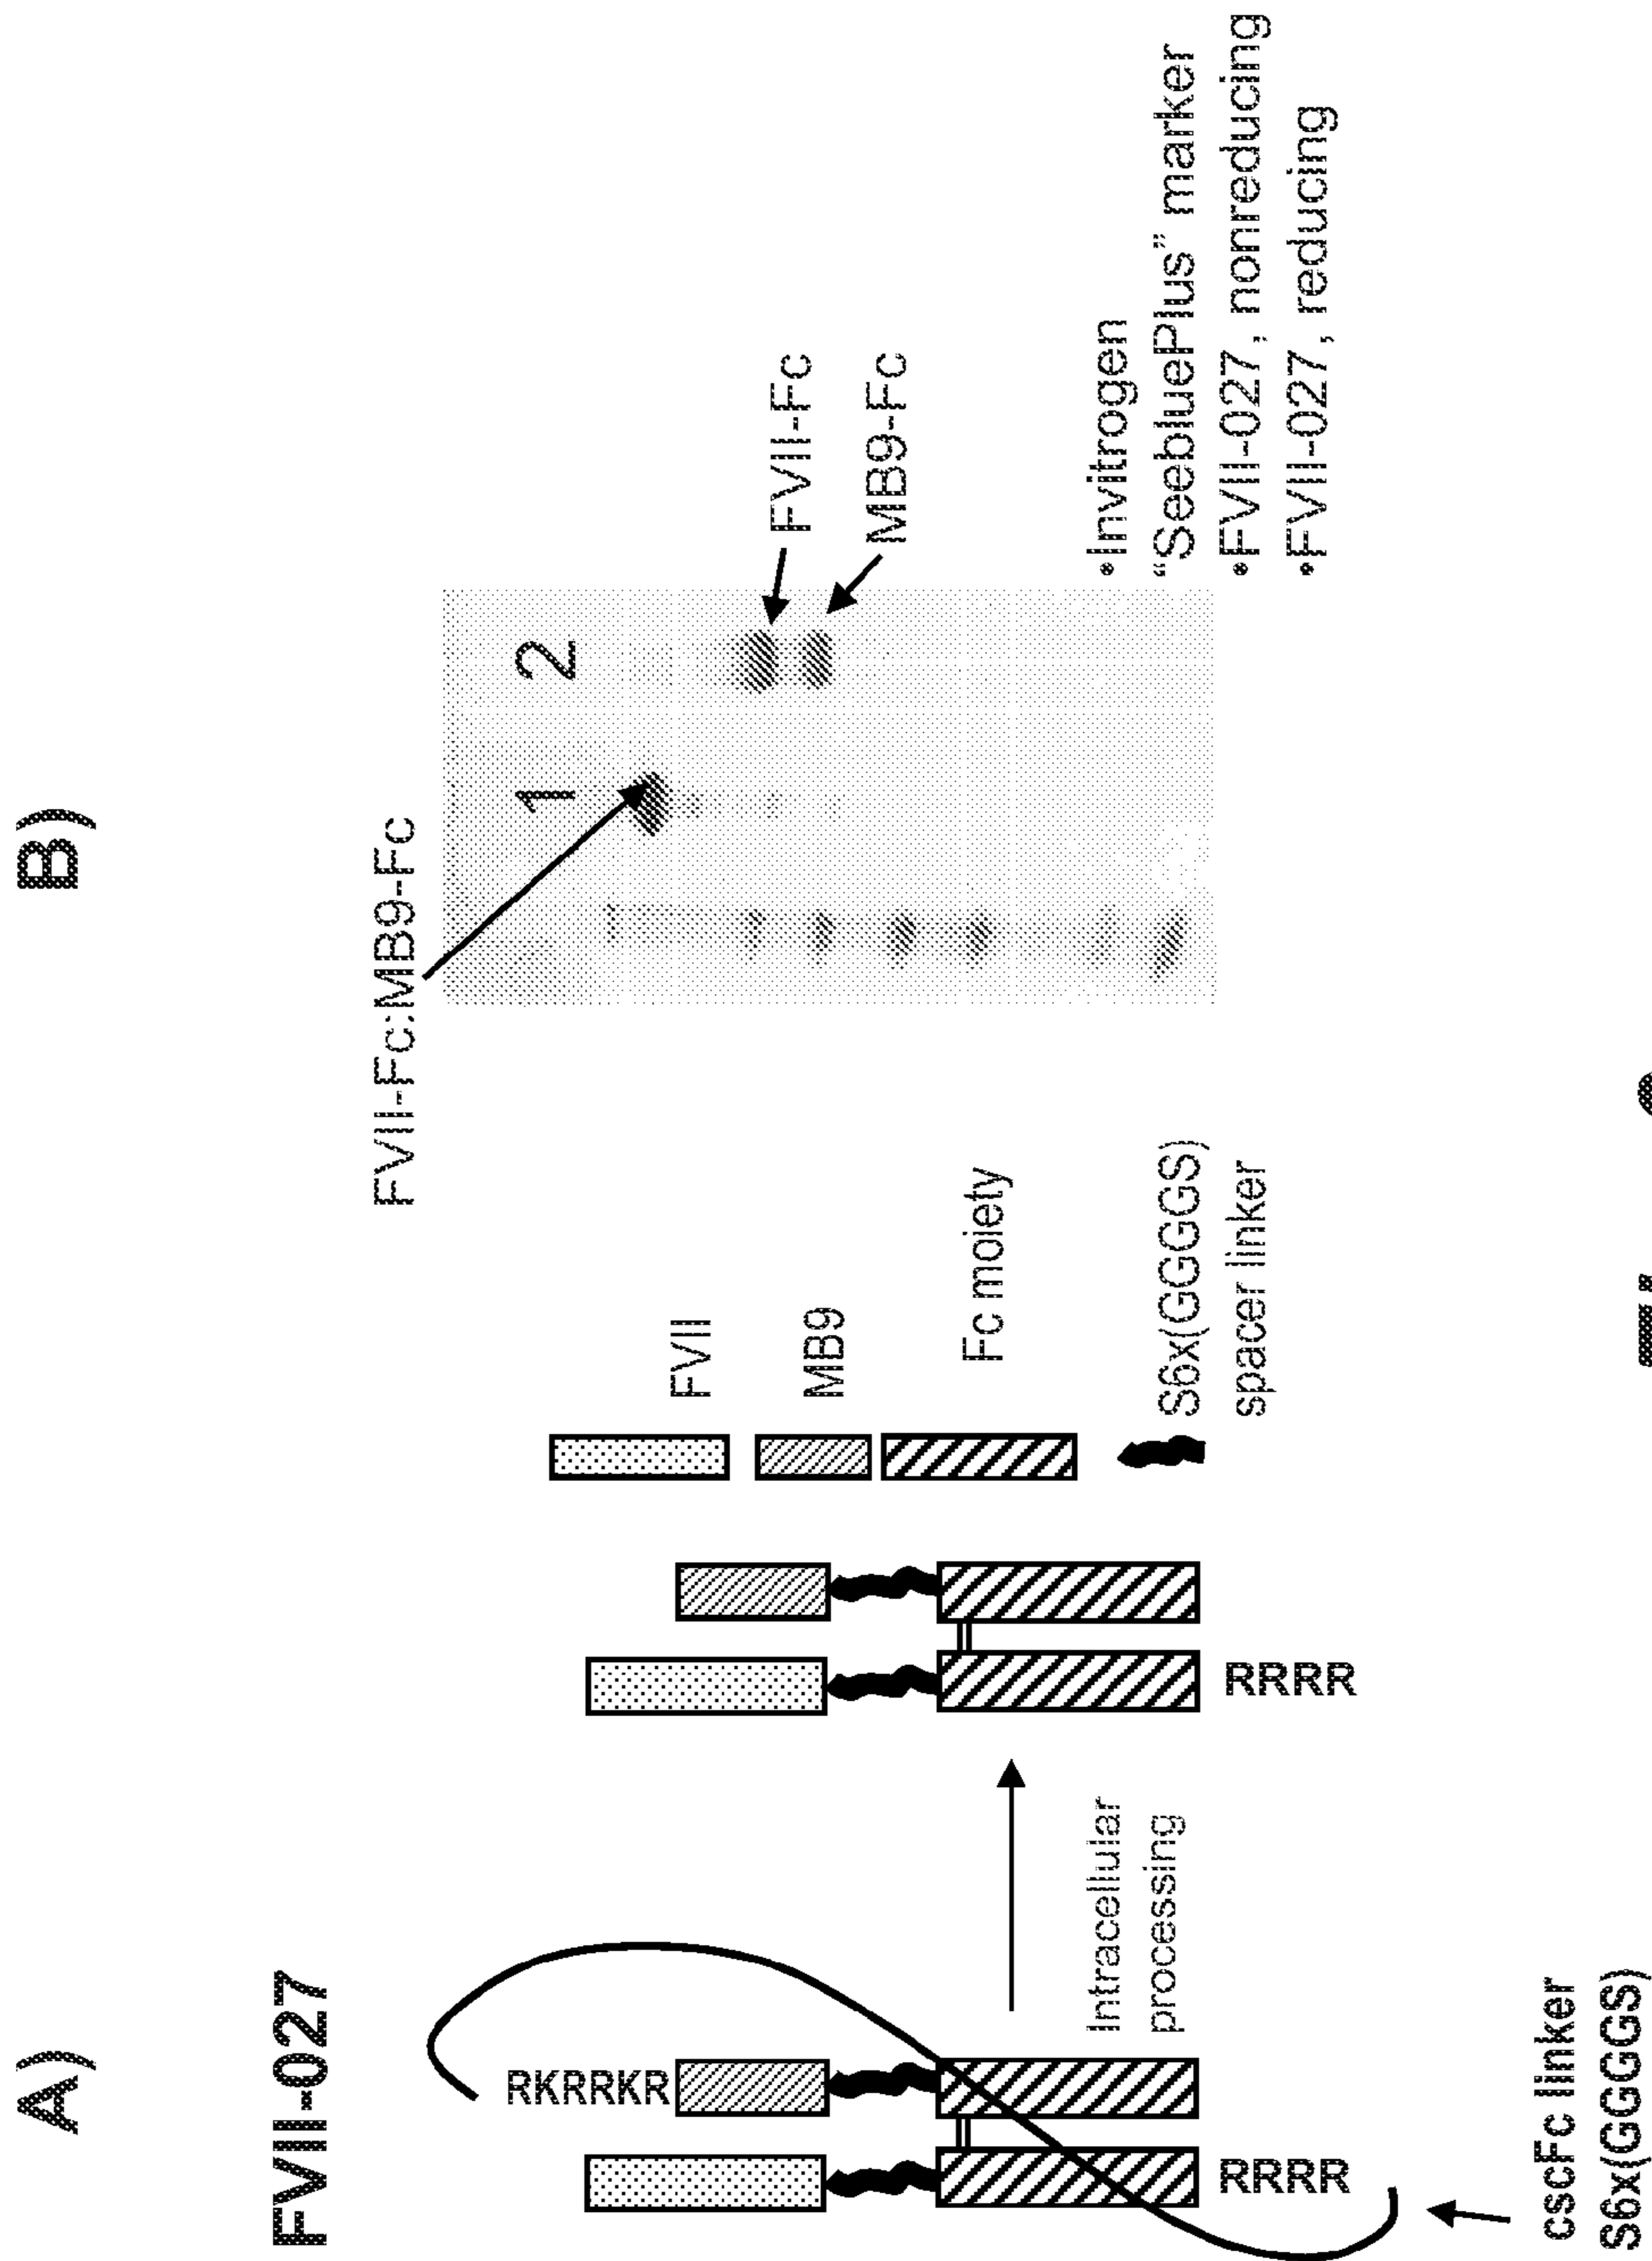 A)
FVII-027
RKRRKR
RRRR
cscFc linker
S6x(GGGGS)
Intracellular
processing
RRRR
FVII
MB9
Fc moiety
S6x(GGGGS)
spacer linker
B)
FVII-Fc:MB9-Fc
1 2
FVII-Fc
MB9-Fc
•Invitrogen
“SeebluePlus” marker
•FVII-027, nonreducing
•FVII-027, reducing